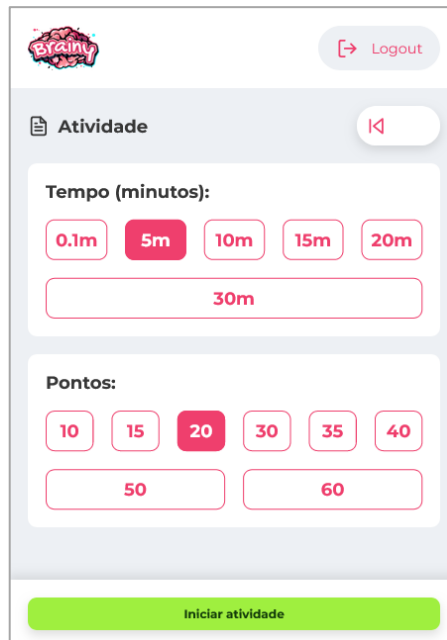 Brainy
Logout
Atividade
Tempo (minutos):
0.1m 5m 10m 15m 20m
30m
Pontos:
10 15 20 30 35 40
50 60
Iniciar atividade